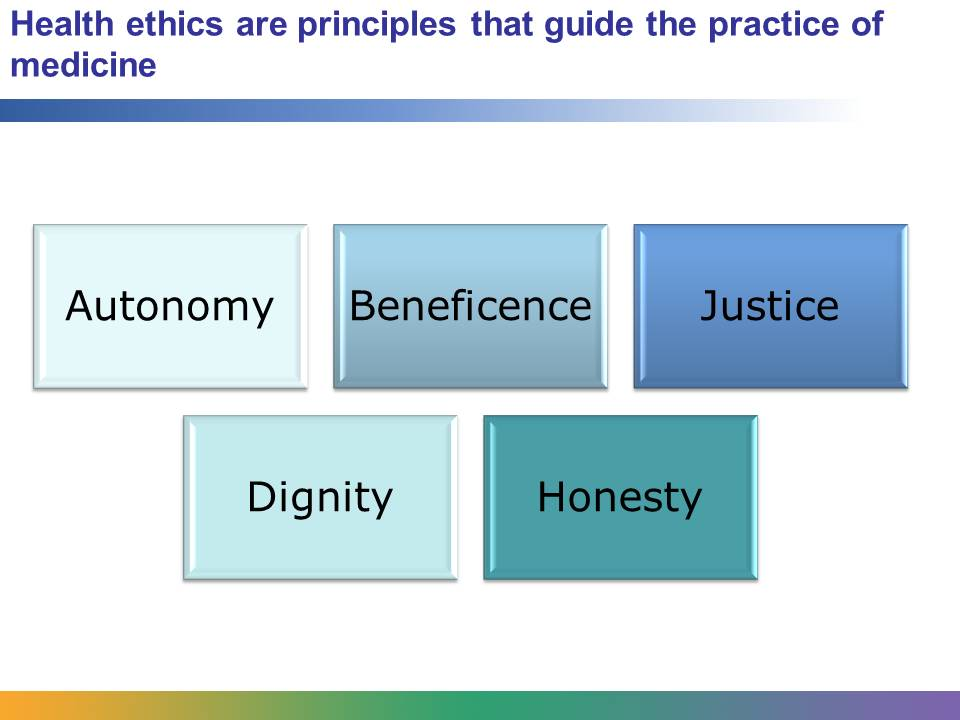 Health ethics are principles that guide the practice of
medicine
Autonomy
Beneficence
Justice
Dignity
Honesty